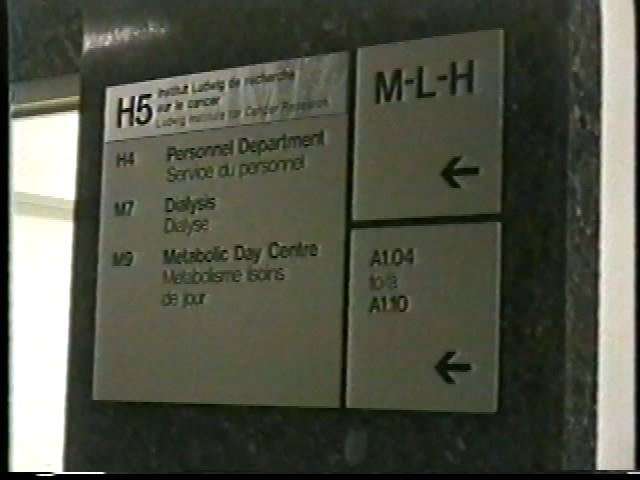 H5 Institut Ludwig de recherche
sur le cancer
Ludwig Institute for Cancer Research
H4 Personnel Department
Service du personnel
M7 Dialysis
Dialyse
M9 Metabolic Day Centre
Metabolisme (soins
de jour
M-L-H
←
A1.04
to/à
A1.10
←